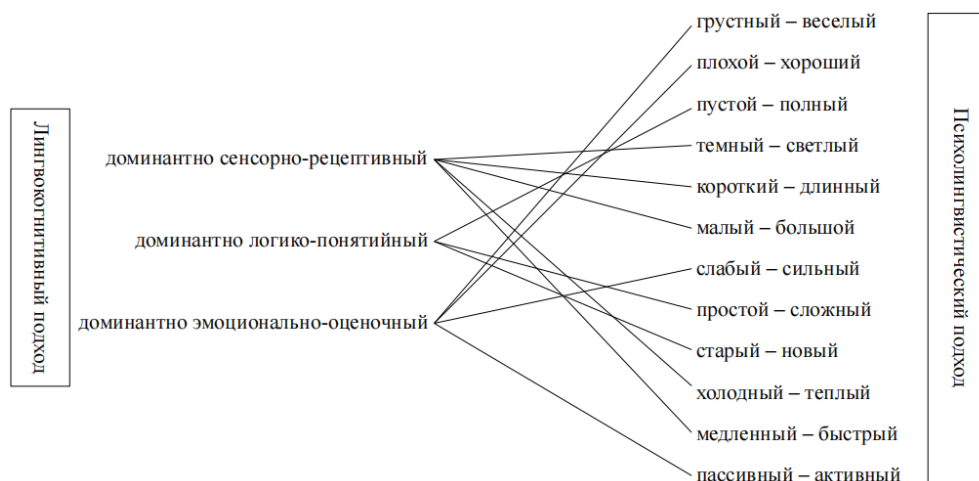 Лингвокогнитивный подход
доминантно сенсорно-рецептивный
доминантно логико-понятийный
доминантно эмоционально-оценочный
грустный – веселый
плохой – хороший
пустой – полный
темный – светлый
короткий – длинный
малый – большой
слабый – сильный
простой – сложный
старый – новый
холодный – теплый
медленный – быстрый
пассивный – активный
Психолингвистический подход